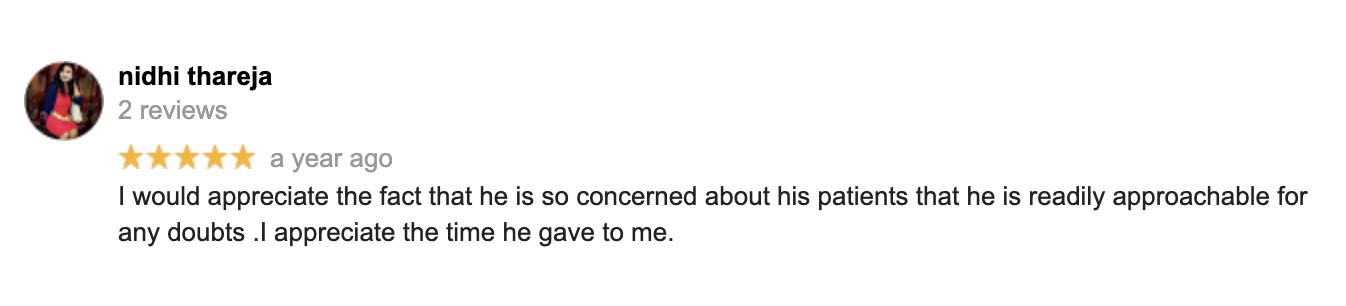 nidhi thareja
2 reviews
a year ago
I would appreciate the fact that he is so concerned about his patients that he is readily approachable for
any doubts .I appreciate the time he gave to me.